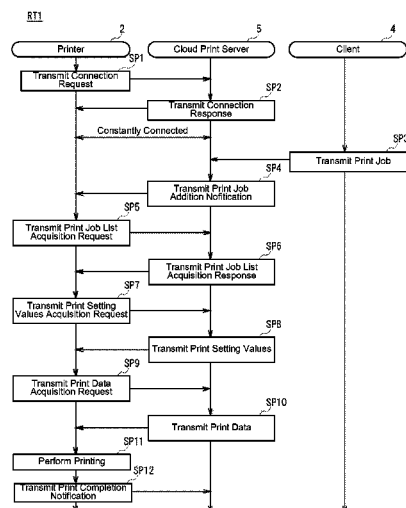 RT1
2
5
4
Printer
Cloud Print Server
Client
SP1
Transmit Connection
Request
SP2
Transmit Connection
Response
Constantly Connected
SP3
Transmit Print Job
SP4
Transmit Print Job
Addition Notification
SP5
Transmit Print Job List
Acquisition Request
SP6
Transmit Print Job List
Acquisition Response
SP7
Transmit Print Setting
Values Acquisition Request
SP8
Transmit Print Setting Values
SP9
Transmit Print Data
Acquisition Request
SP10
Transmit Print Data
SP11
Perform Printing
SP12
Transmit Print Completion
Notification